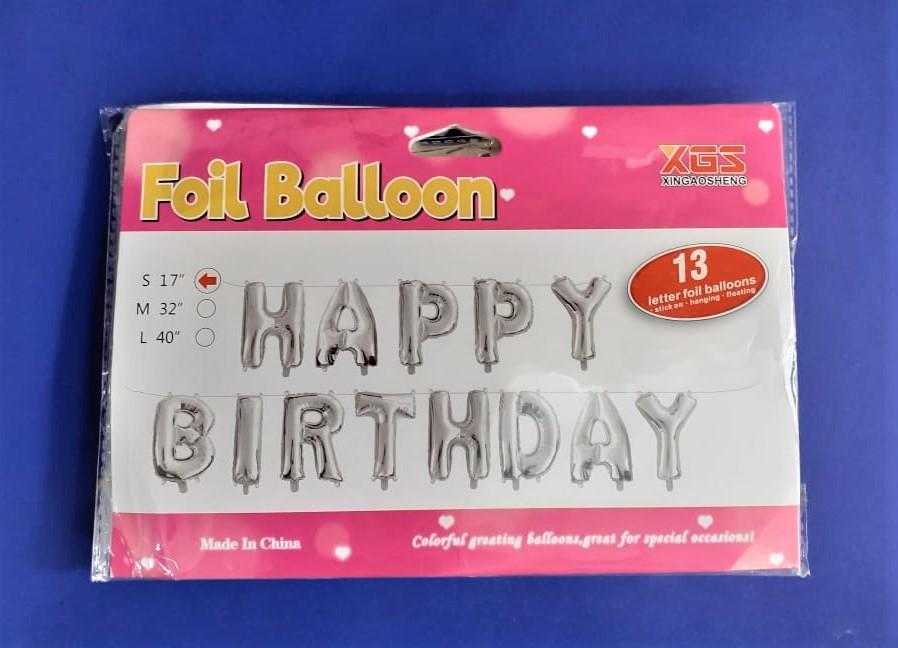 Foil Balloon
XGS
XINGAOSHENG
S 17"
M 32"
L 40"
13
letter foil balloons
- stick on - hanging - floating
HAPPY
BIRTHDAY
Made In China
Colorful greating balloons,great for special occasions!